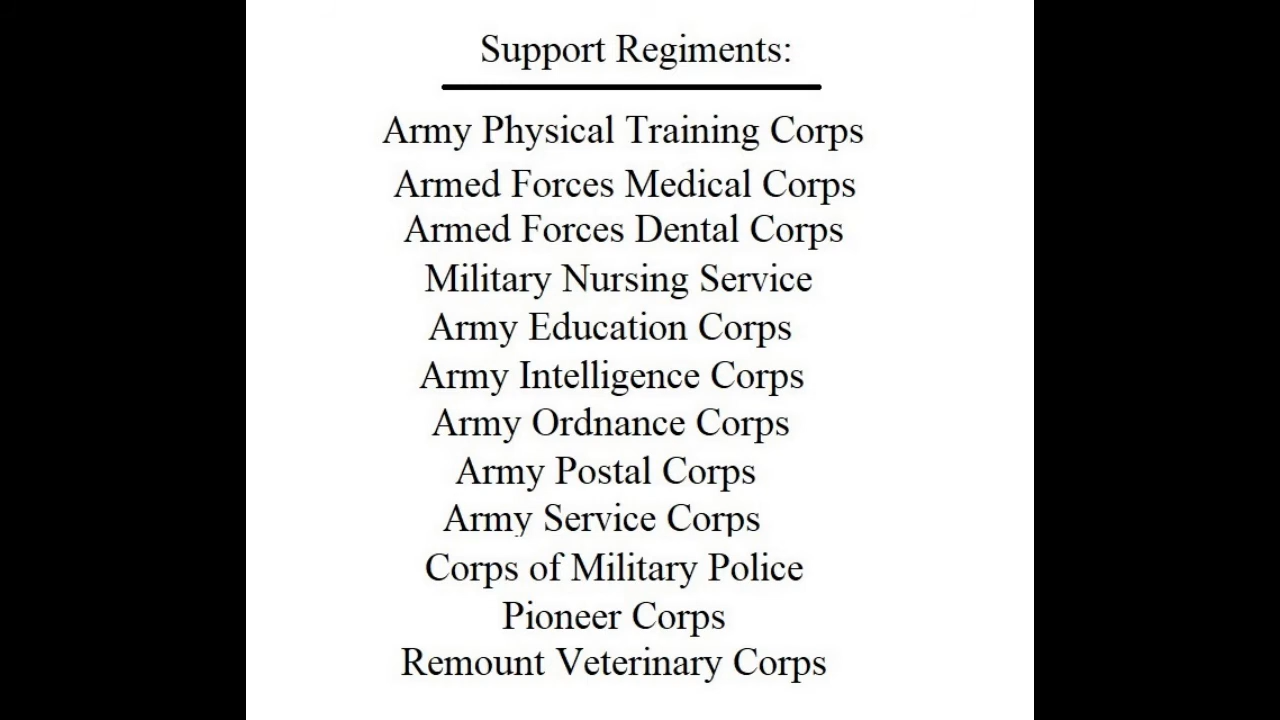 Support Regiments:
Army Physical Training Corps
Armed Forces Medical Corps
Armed Forces Dental Corps
Military Nursing Service
Army Education Corps
Army Intelligence Corps
Army Ordnance Corps
Army Postal Corps
Army Service Corps
Corps of Military Police
Pioneer Corps
Remount Veterinary Corps